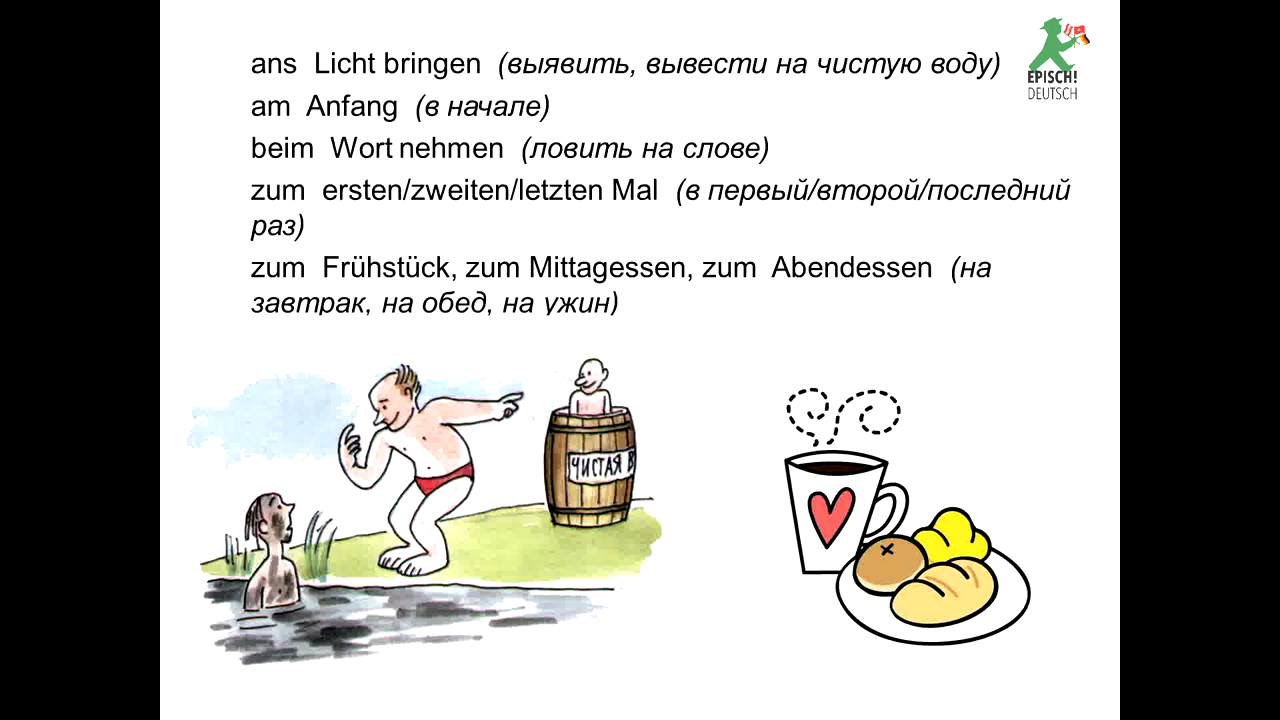 ans Licht bringen (выявить, вывести на чистую воду)
am Anfang (в начале)
beim Wort nehmen (ловить на слове)
zum ersten/zweiten/letzten Mal (в первый/второй/последний
раз)
zum Frühstück, zum Mittagessen, zum Abendessen (на
завтрак, на обед, на ужин)
EPISCH!
DEUTSCH
ЧИСТАЯ В